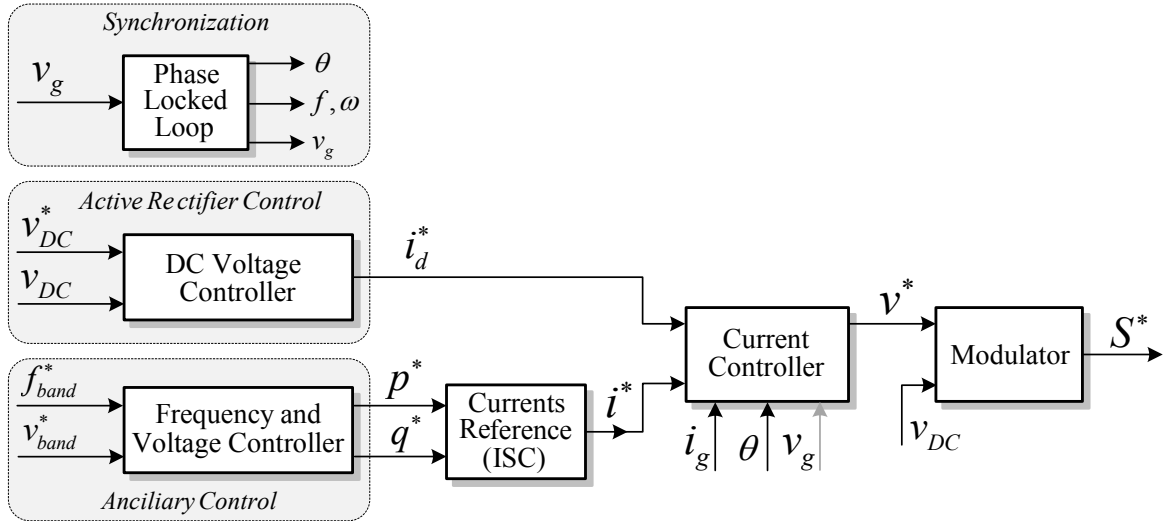 Synchronization
v_g
Phase
Locked
Loop
θ
f, ω
v_g
Active Rectifier Control
v*_DC
v_DC
DC Voltage
Controller
i*_d
f*_band
v*_band
Frequency and
Voltage Controller
Anciliary Control
p*
q*
Currents
Reference
(ISC)
i*
Current
Controller
i_g
θ
v_g
v*
Modulator
v_DC
S*